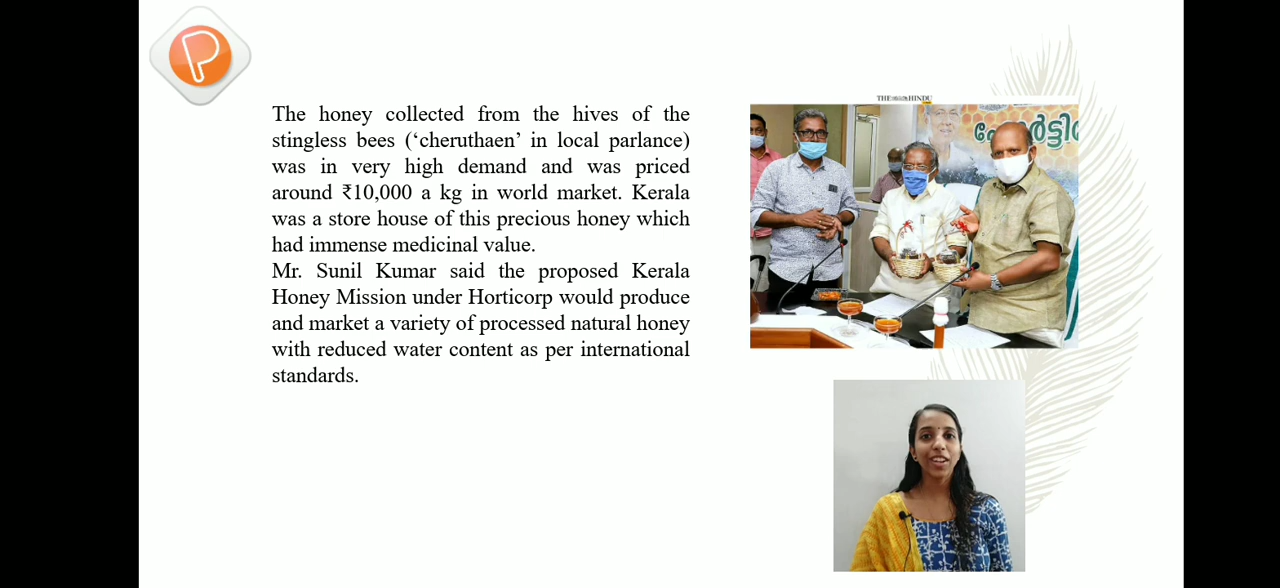 The honey collected from the hives of the
stingless bees (‘cheruthaen’ in local parlance)
was in very high demand and was priced
around ₹10,000 a kg in world market. Kerala
was a store house of this precious honey which
had immense medicinal value.
Mr. Sunil Kumar said the proposed Kerala
Honey Mission under Horticorp would produce
and market a variety of processed natural honey
with reduced water content as per international
standards.
THE HINDU